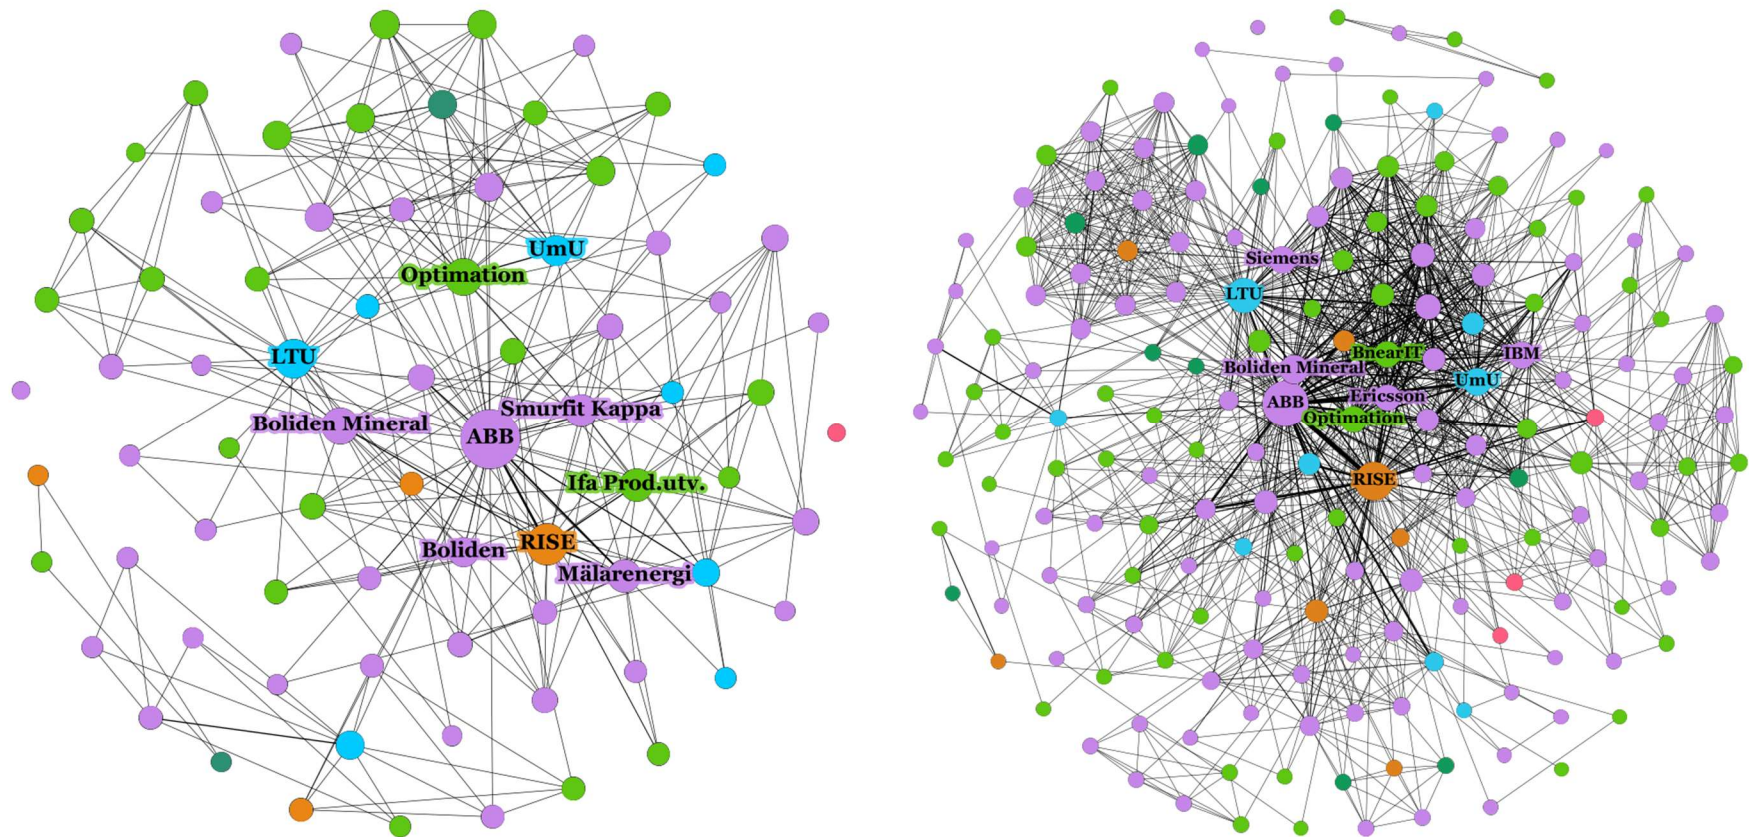 UmU
Optimation
LTU
Smurfit Kappa
Boliden Mineral
ABB
Ifa Prod.utv.
RISE
Boliden
Mälarenergi
Siemens
LTU
BnearIT
IBM
Boliden Mineral
UmU
Ericsson
ABB
Optimation
RISE